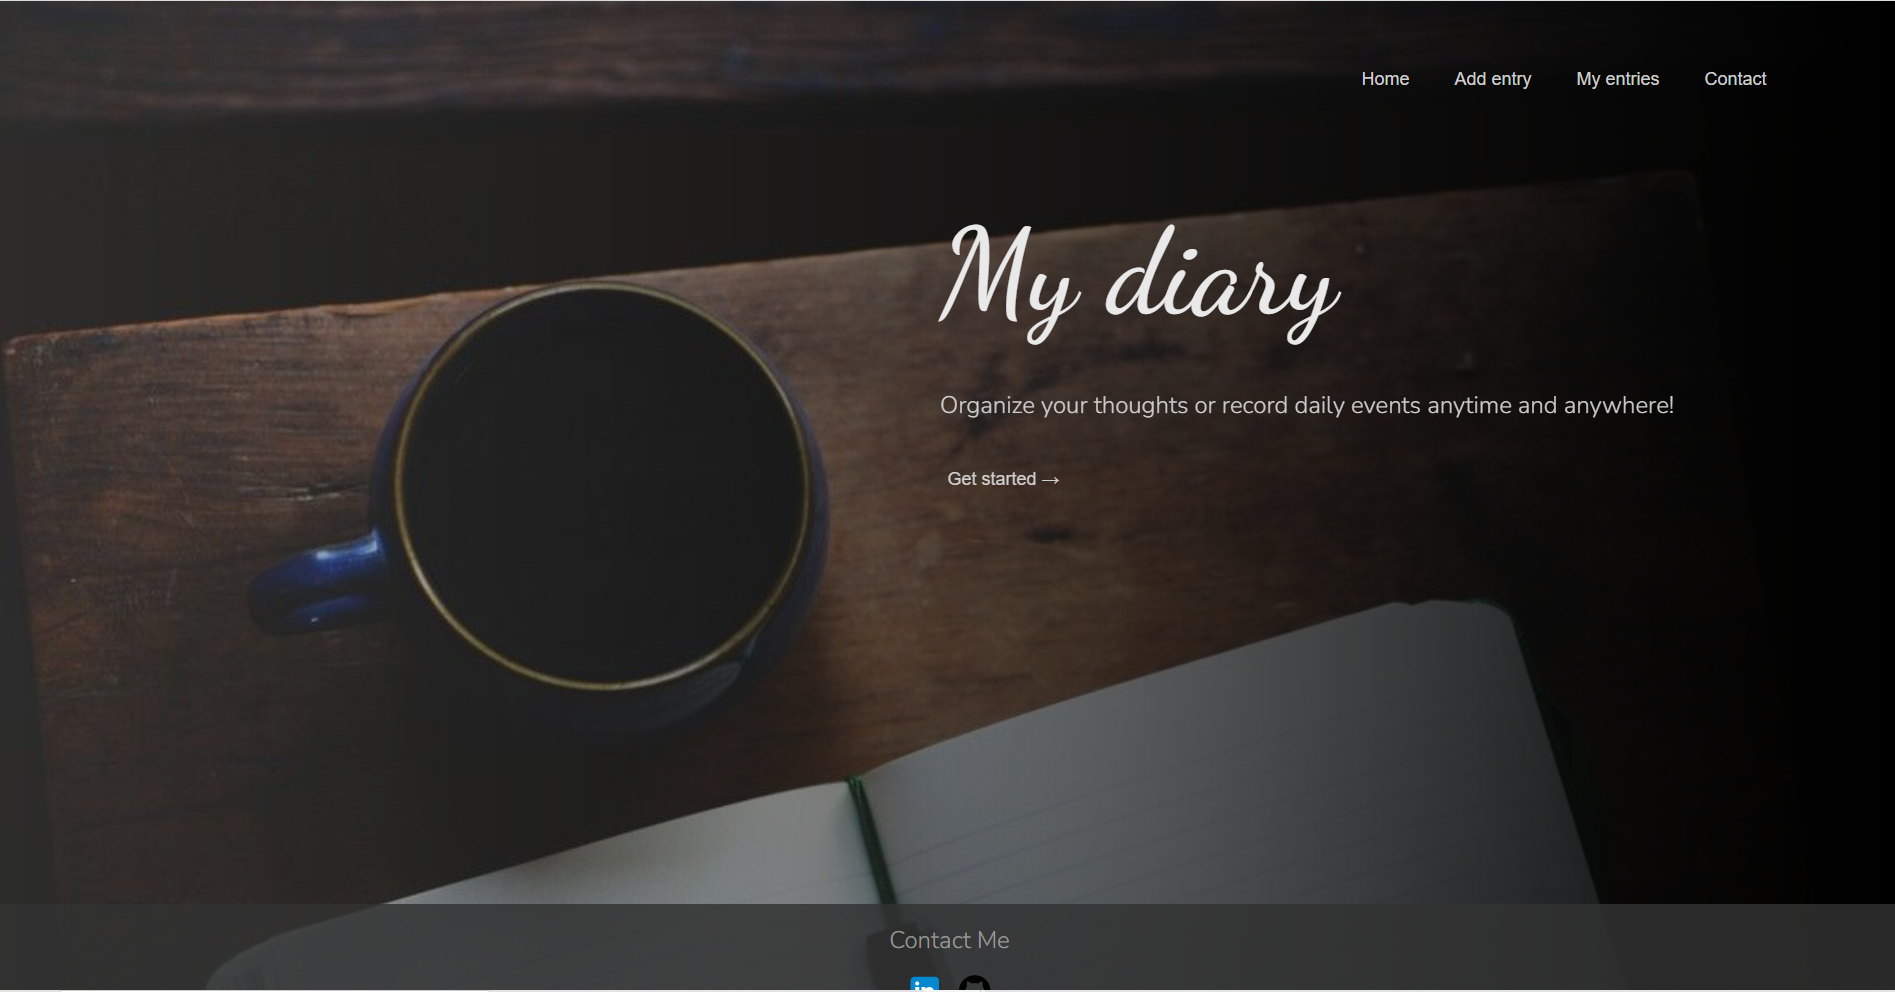 Home Add entry My entries Contact
My diary
Organize your thoughts or record daily events anytime and anywhere!
Get started →
Contact Me
in